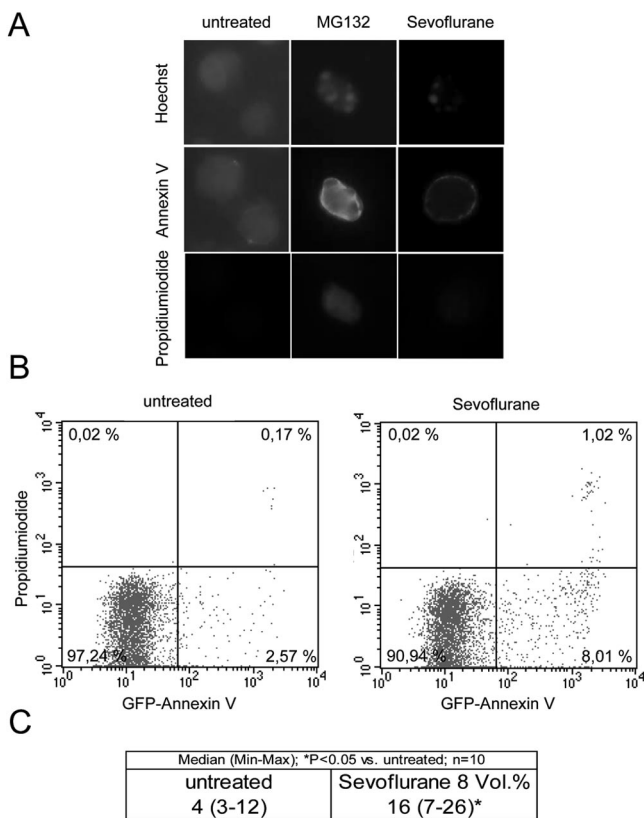 A
untreated MG132 Sevoflurane
Hoechst
Annexin V
Propidiumiodide
B
untreated Sevoflurane
10^4
10^3
10^2
10^1
10^0
Propidiumiodide
0,02 % 0,17 %
97,24 % 2,57 %
10^0 10^1 10^2 10^3 10^4
GFP-Annexin V
10^4
10^3
10^2
10^1
10^0
0,02 % 1,02 %
90,94 % 8,01 %
10^0 10^1 10^2 10^3 10^4
GFP-Annexin V
C
Median (Min-Max); *P<0.05 vs. untreated; n=10
untreated Sevoflurane 8 Vol.%
4 (3-12) 16 (7-26)*